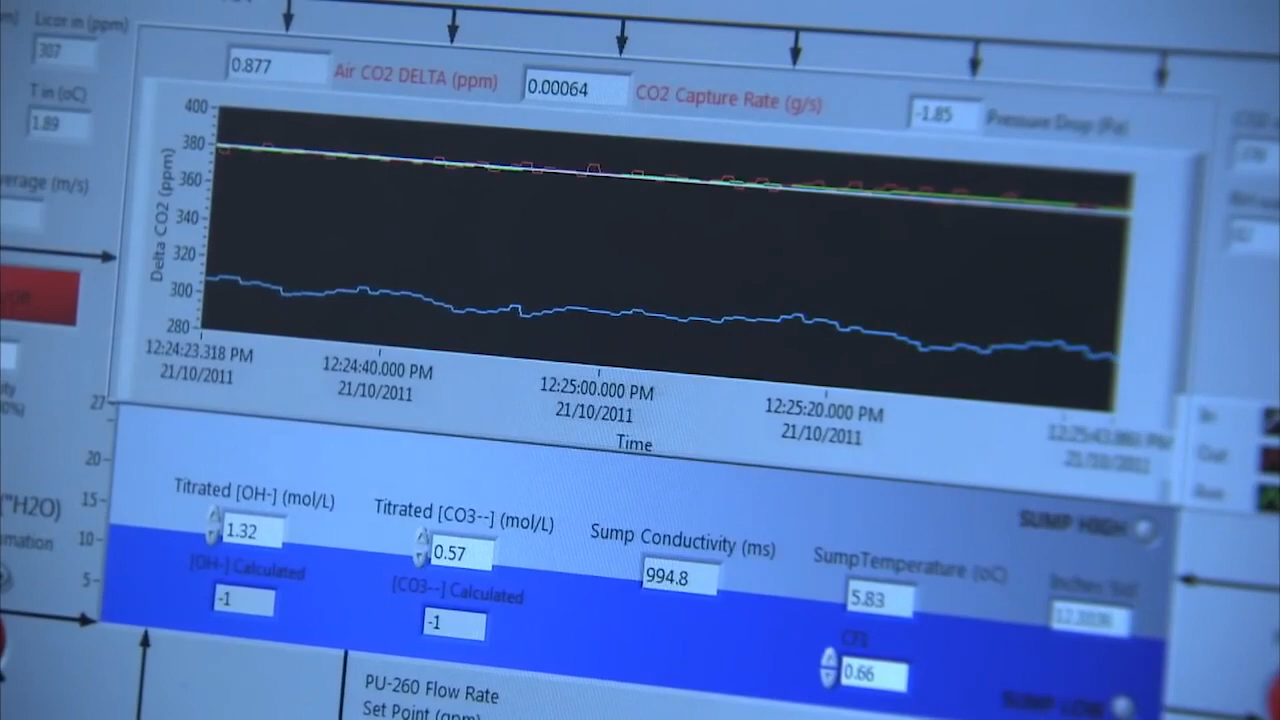 Licor in (ppm)
307
T in (oC)
1.89
verage (m/s)
0.877
Air CO2 DELTA (ppm)
0.00064
CO2 Capture Rate (g/s)
-1.85
Pressure Drop (Pa)
Delta CO2 (ppm)
400
380
360
340
320
300
280
12:24:23.318 PM
21/10/2011
12:24:40.000 PM
21/10/2011
12:25:00.000 PM
21/10/2011
12:25:20.000 PM
21/10/2011
21/10/2011
Time
In
Out
27
20
15
10
5
("H2O)
Titrated [OH-] (mol/L)
1.32
[OH-] Calculated
-1
Titrated [CO3--] (mol/L)
0.57
[CO3--] Calculated
-1
Sump Conductivity (ms)
994.8
SumpTemperature (oC)
5.83
0.66
SUMP HIGH
SUMP LOW
PU-260 Flow Rate
Set Point (gpm)